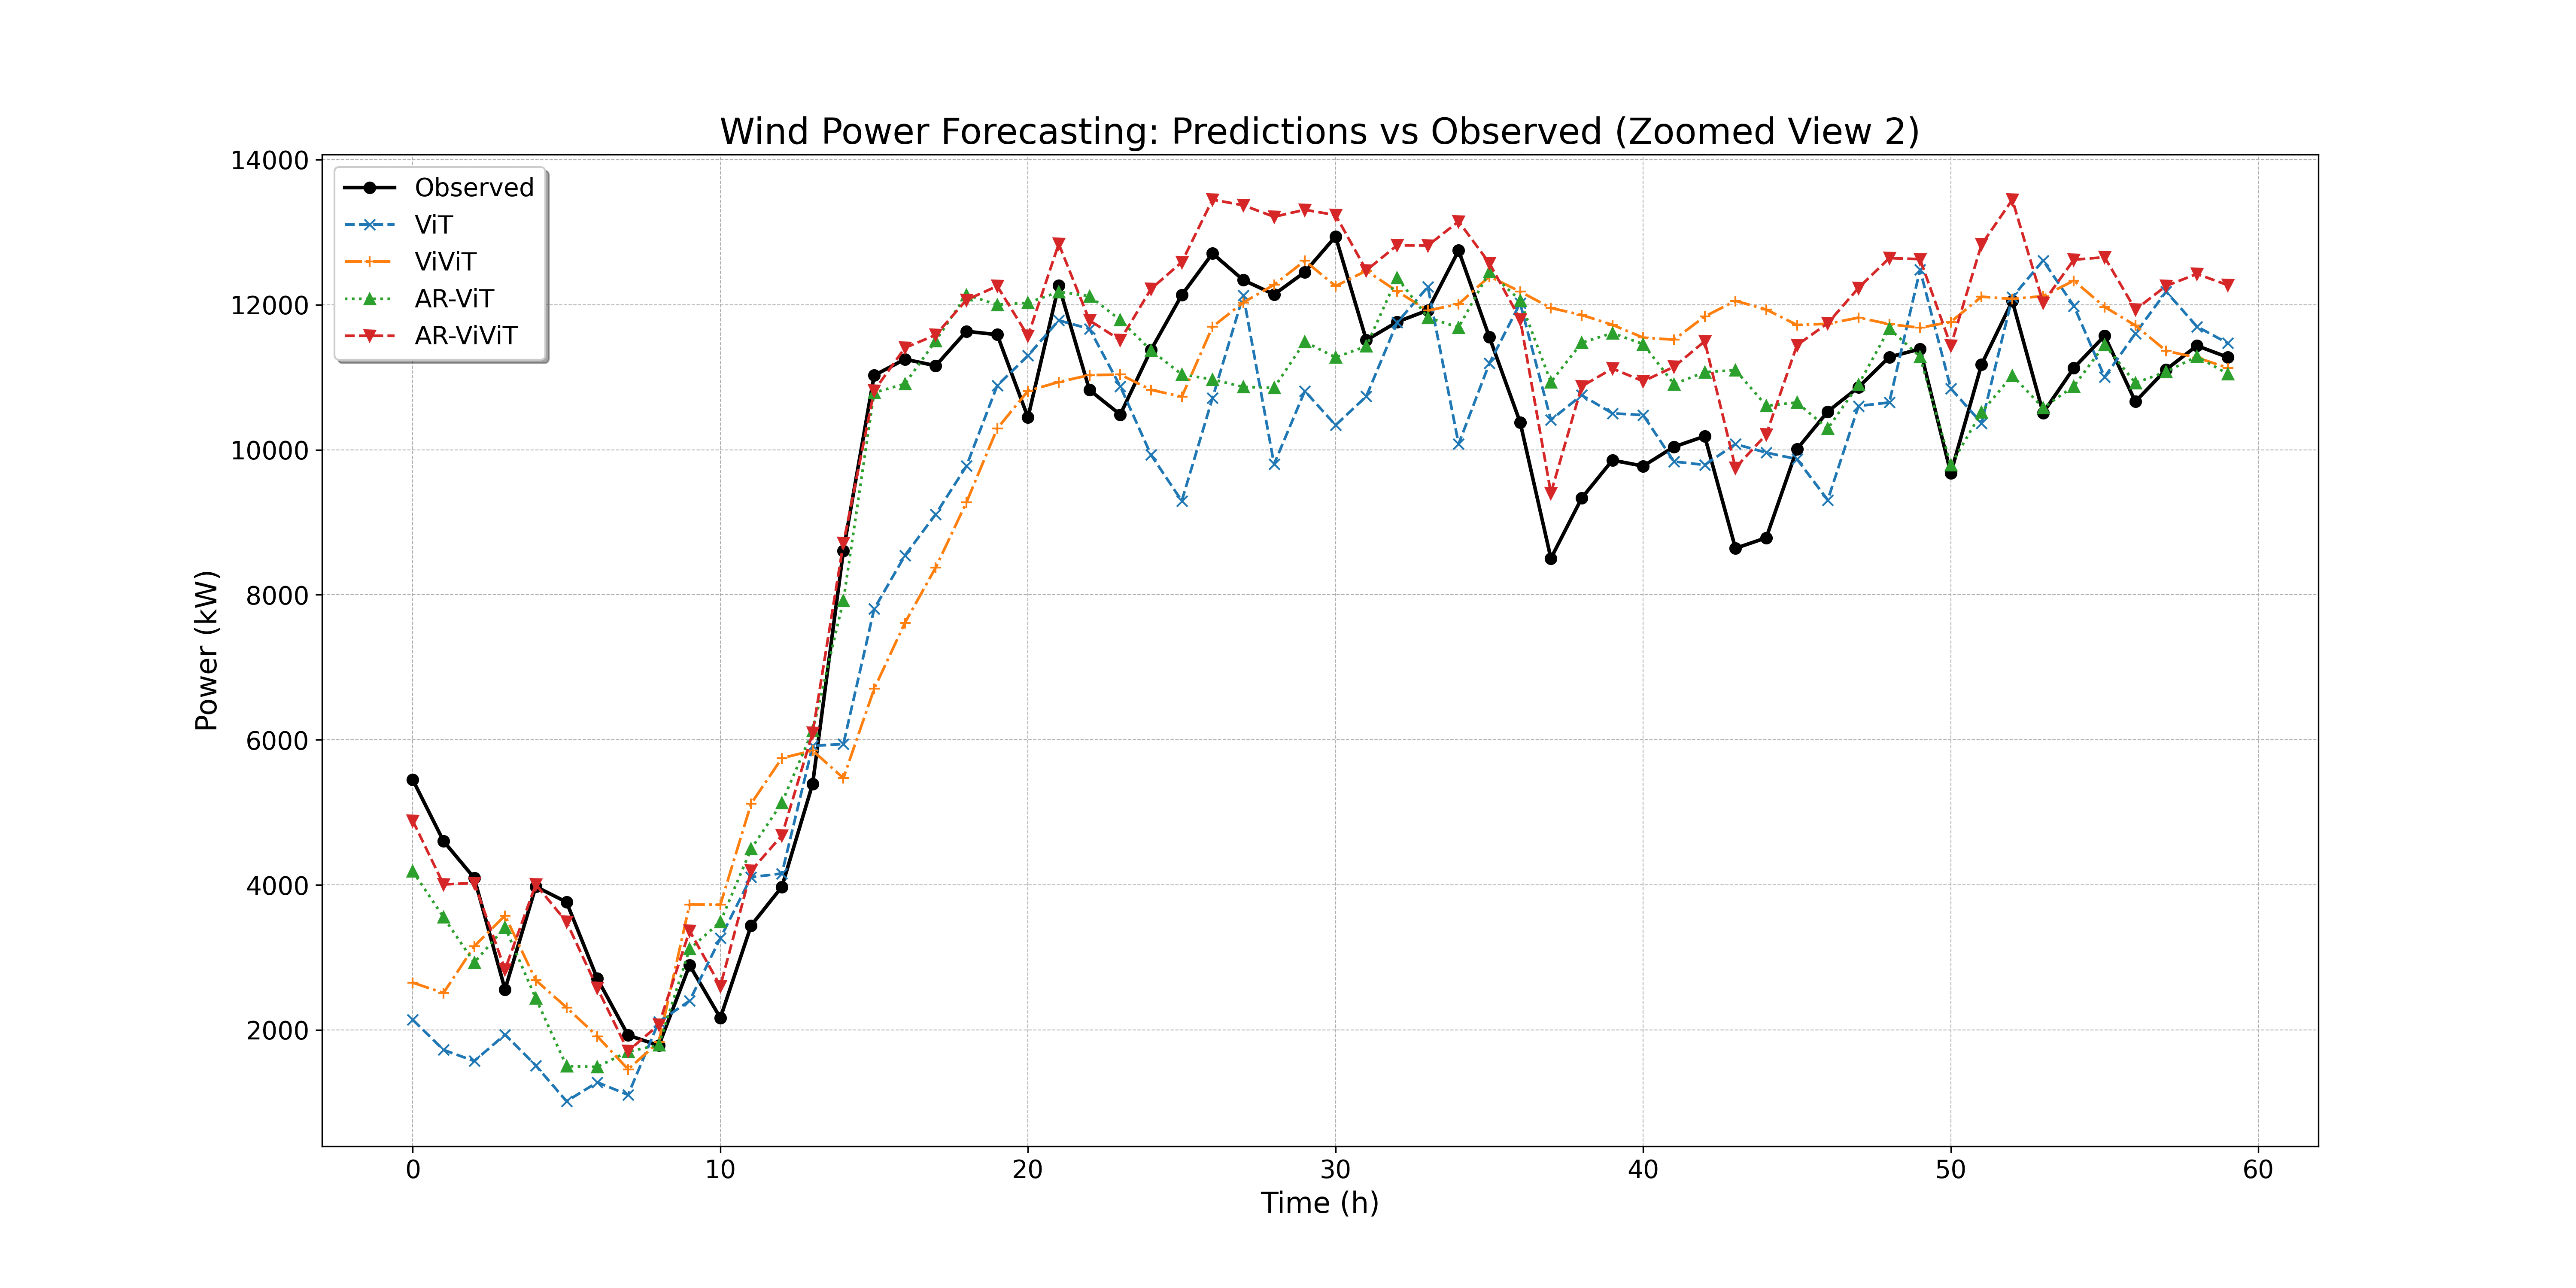 Wind Power Forecasting: Predictions vs Observed (Zoomed View 2)
Observed
ViT
ViViT
AR-ViT
AR-ViViT
Power (kW)
14000
12000
10000
8000
6000
4000
2000
0 10 20 30 40 50 60
Time (h)